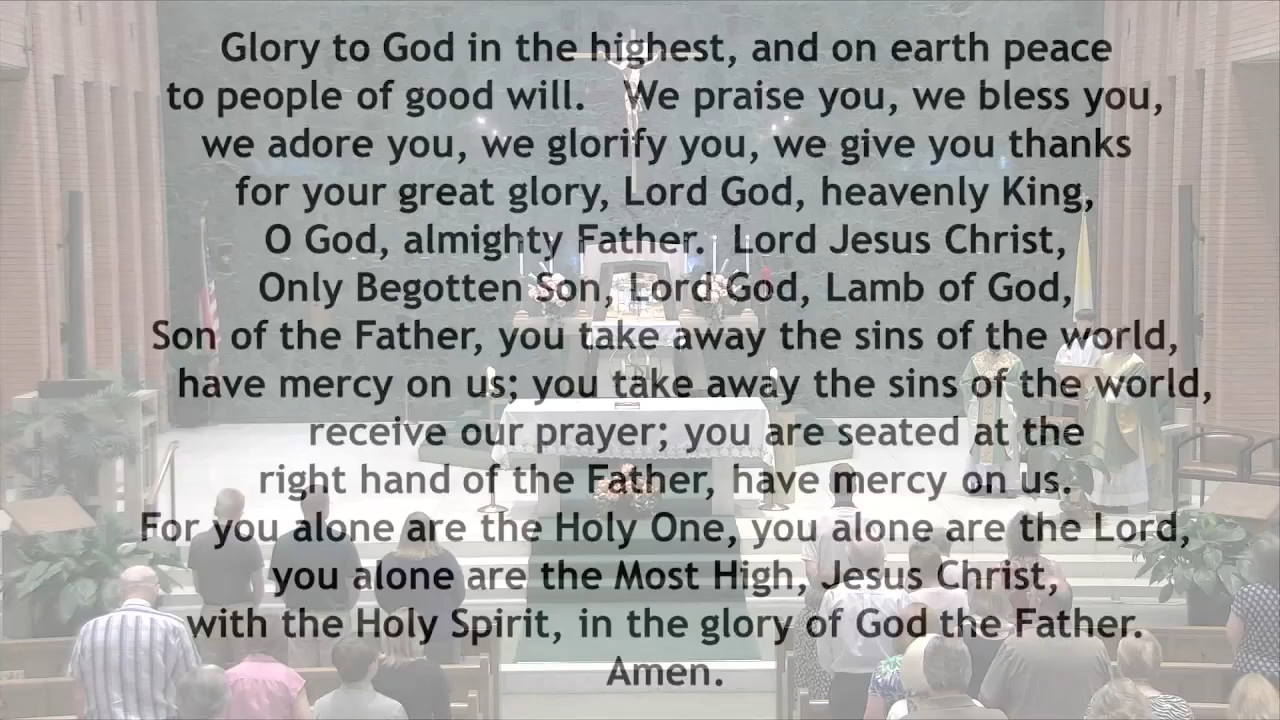 Glory to God in the highest, and on earth peace
to people of good will. We praise you, we bless you,
we adore you, we glorify you, we give you thanks
for your great glory, Lord God, heavenly King,
O God, almighty Father. Lord Jesus Christ,
Only Begotten Son, Lord God, Lamb of God,
Son of the Father, you take away the sins of the world,
have mercy on us; you take away the sins of the world,
receive our prayer; you are seated at the
right hand of the Father, have mercy on us.
For you alone are the Holy One, you alone are the Lord,
you alone are the Most High, Jesus Christ,
with the Holy Spirit, in the glory of God the Father.
Amen.